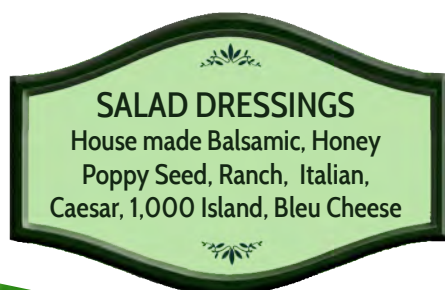 SALAD DRESSINGS
House made Balsamic, Honey
Poppy Seed, Ranch, Italian,
Caesar, 1,000 Island, Bleu Cheese